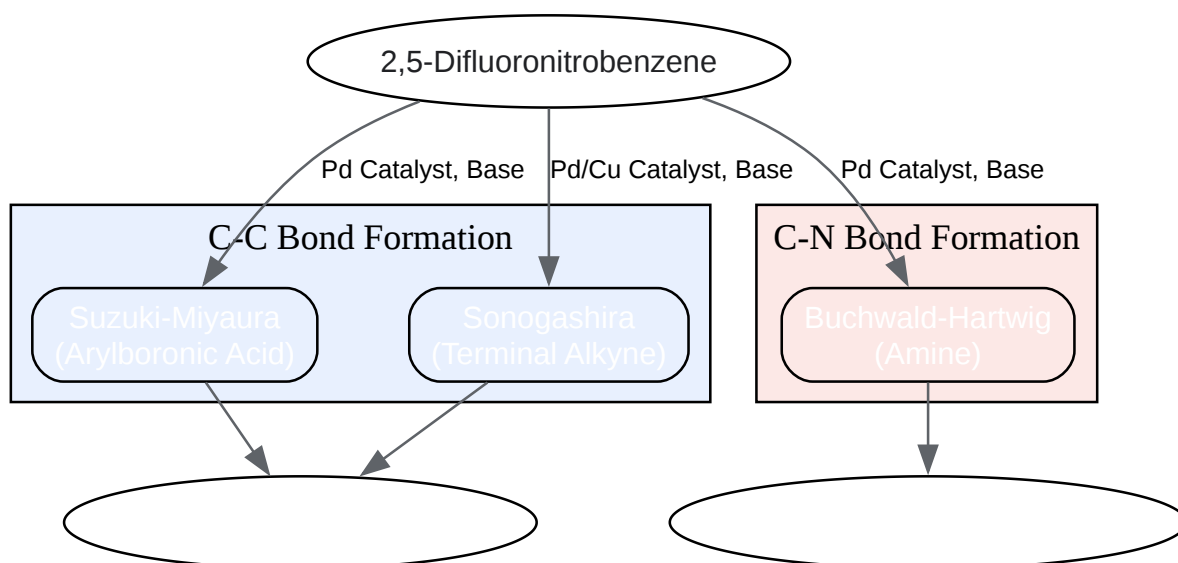 2,5-Difluoronitrobenzene
Pd Catalyst, Base
Pd/Cu Catalyst, Base
Pd Catalyst, Base
C-C Bond Formation
C-N Bond Formation
Suzuki-Miyaura
(Arylboronic Acid)
Sonogashira
(Terminal Alkyne)
Buchwald-Hartwig
(Amine)